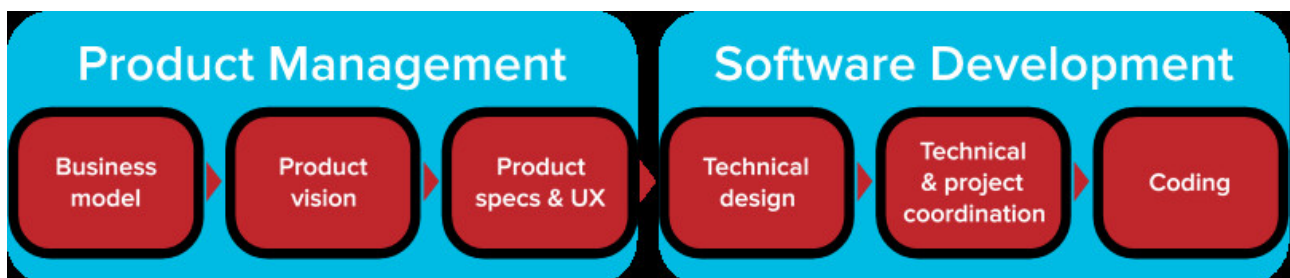 Product Management
Software Development
Business
model
Product
vision
Product
specs & UX
Technical
design
Technical
& project
coordination
Coding